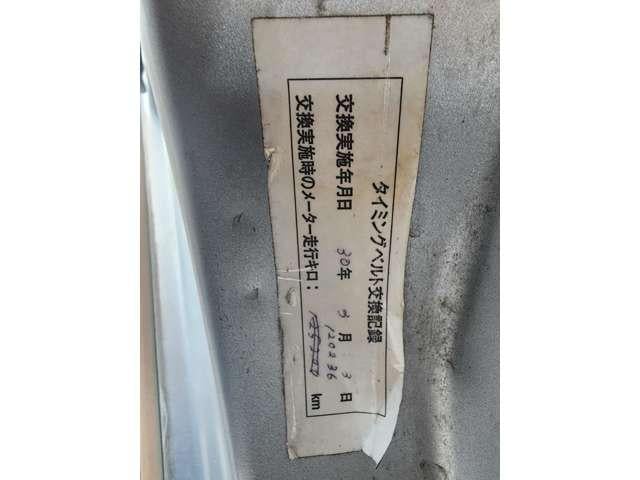 タイミングベルト交換記録
交換実施年月日 30年 3月 3日
120236
交換実施時のメーター走行キロ: km